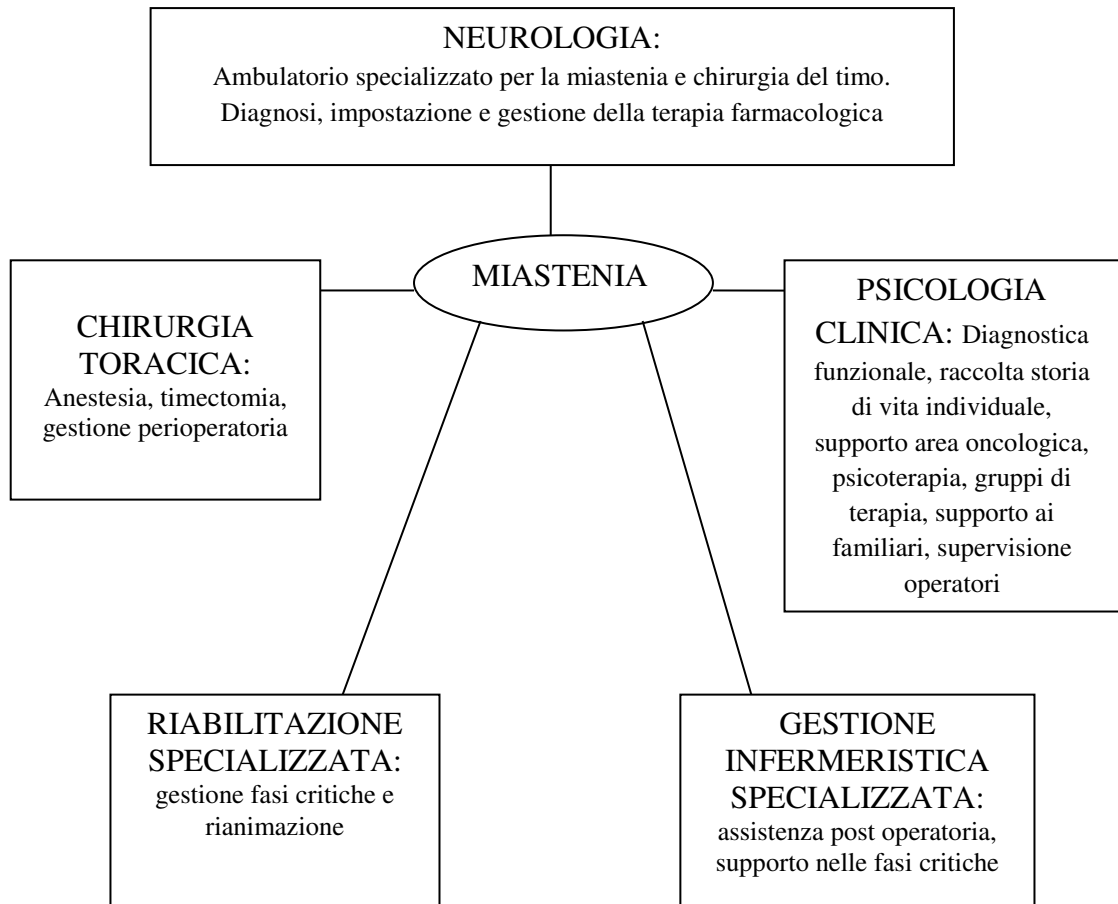 NEUROLOGIA:
Ambulatorio specializzato per la miastenia e chirurgia del timo.
Diagnosi, impostazione e gestione della terapia farmacologica
MIASTENIA
CHIRURGIA
TORACICA:
Anestesia, timectomia,
gestione perioperatoria
PSICOLOGIA
CLINICA: Diagnostica
funzionale, raccolta storia
di vita individuale,
supporto area oncologica,
psicoterapia, gruppi di
terapia, supporto ai
familiari, supervisione
operatori
RIABILITAZIONE
SPECIALIZZATA:
gestione fasi critiche e
rianimazione
GESTIONE
INFERMERISTICA
SPECIALIZZATA:
assistenza post operatoria,
supporto nelle fasi critiche